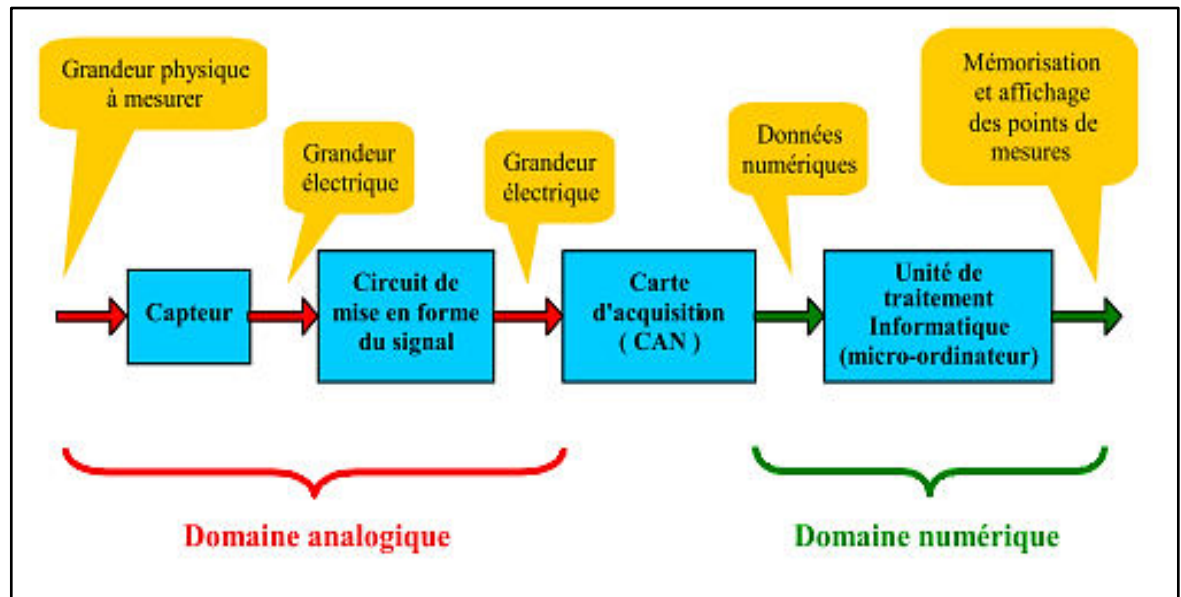 Grandeur physique
à mesurer
Grandeur
électrique
Grandeur
électrique
Données
numériques
Mémorisation
et affichage
des points de
mesures
Capteur
Circuit de
mise en forme
du signal
Carte
d'acquisition
( CAN )
Unité de
traitement
Informatique
(micro-ordinateur)
Domaine analogique
Domaine numérique